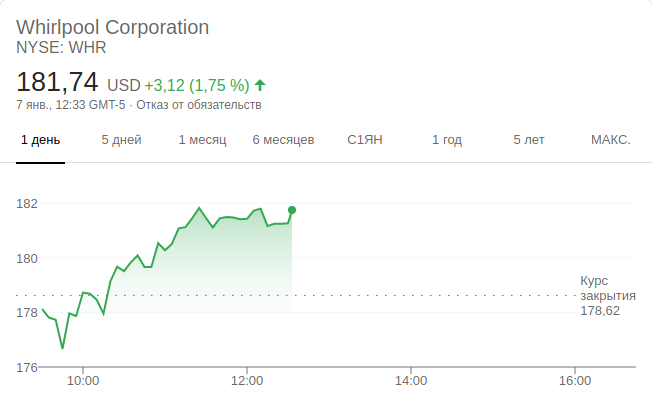 Whirlpool Corporation
NYSE: WHR
181,74 USD +3,12 (1,75 %)
7 янв., 12:33 GMT-5 · Отказ от обязательств
1 день 5 дней 1 месяц 6 месяцев С1ЯН 1 год 5 лет МАКС.
182
180
178
176
Курс
закрытия
178,62
10:00 12:00 14:00 16:00